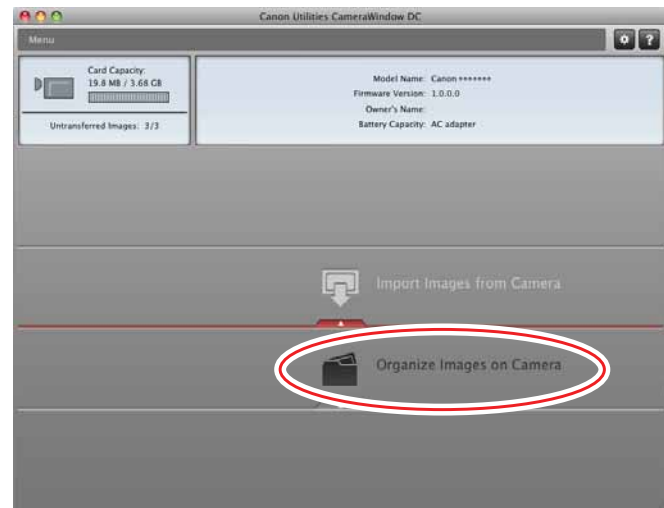 Canon Utilities CameraWindow DC
Menu
?
Card Capacity:
19.8 MB / 3.68 GB
Untransferred Images: 3/3
Model Name: Canon *******
Firmware Version: 1.0.0.0
Owner's Name:
Battery Capacity: AC adapter
Import Images from Camera
Organize Images on Camera